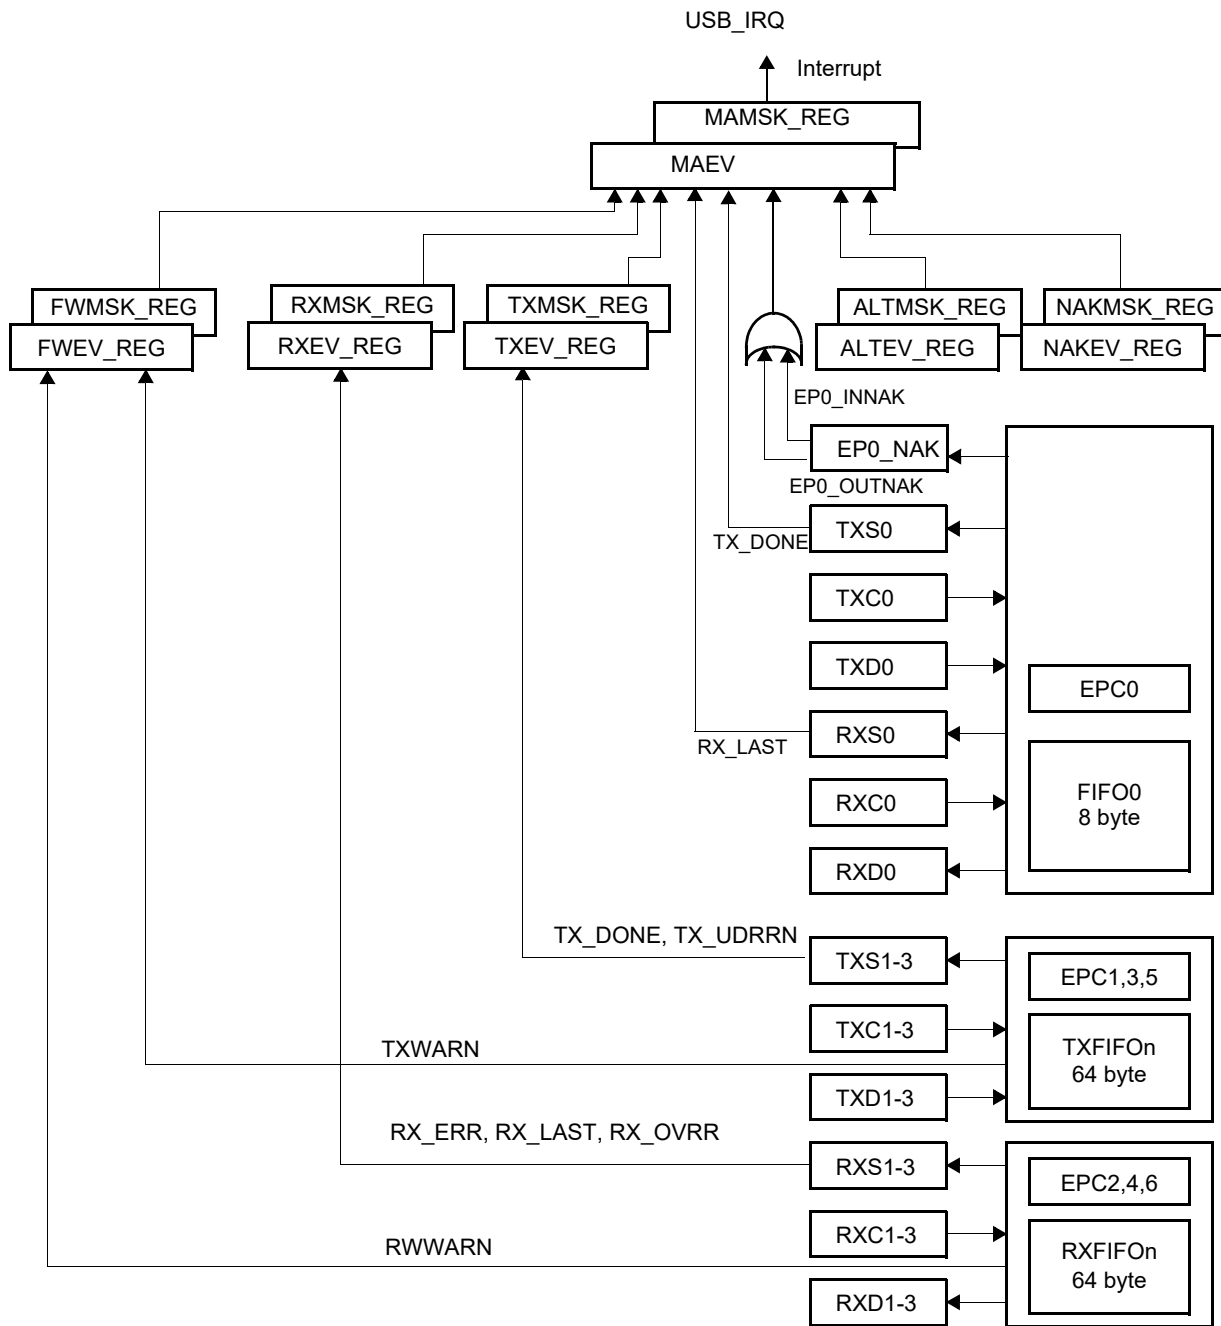 USB_IRQ
Interrupt
MAMSK_REG
MAEV
FWMSK_REG
RXMSK_REG
TXMSK_REG
ALTMSK_REG
NAKMSK_REG
FWEV_REG
RXEV_REG
TXEV_REG
ALTEV_REG
NAKEV_REG
EP0_INNAK
EP0_NAK
EP0_OUTNAK
TXS0
TX_DONE
TXC0
TXD0
EPC0
RXS0
RX_LAST
FIFO0
8 byte
RXC0
RXD0
TX_DONE, TX_UDRRN
TXS1-3
EPC1,3,5
TXC1-3
TXFIFOn
64 byte
TXWARN
TXD1-3
RX_ERR, RX_LAST, RX_OVRR
RXS1-3
EPC2,4,6
RXC1-3
RWWARN
RXFIFOn
64 byte
RXD1-3